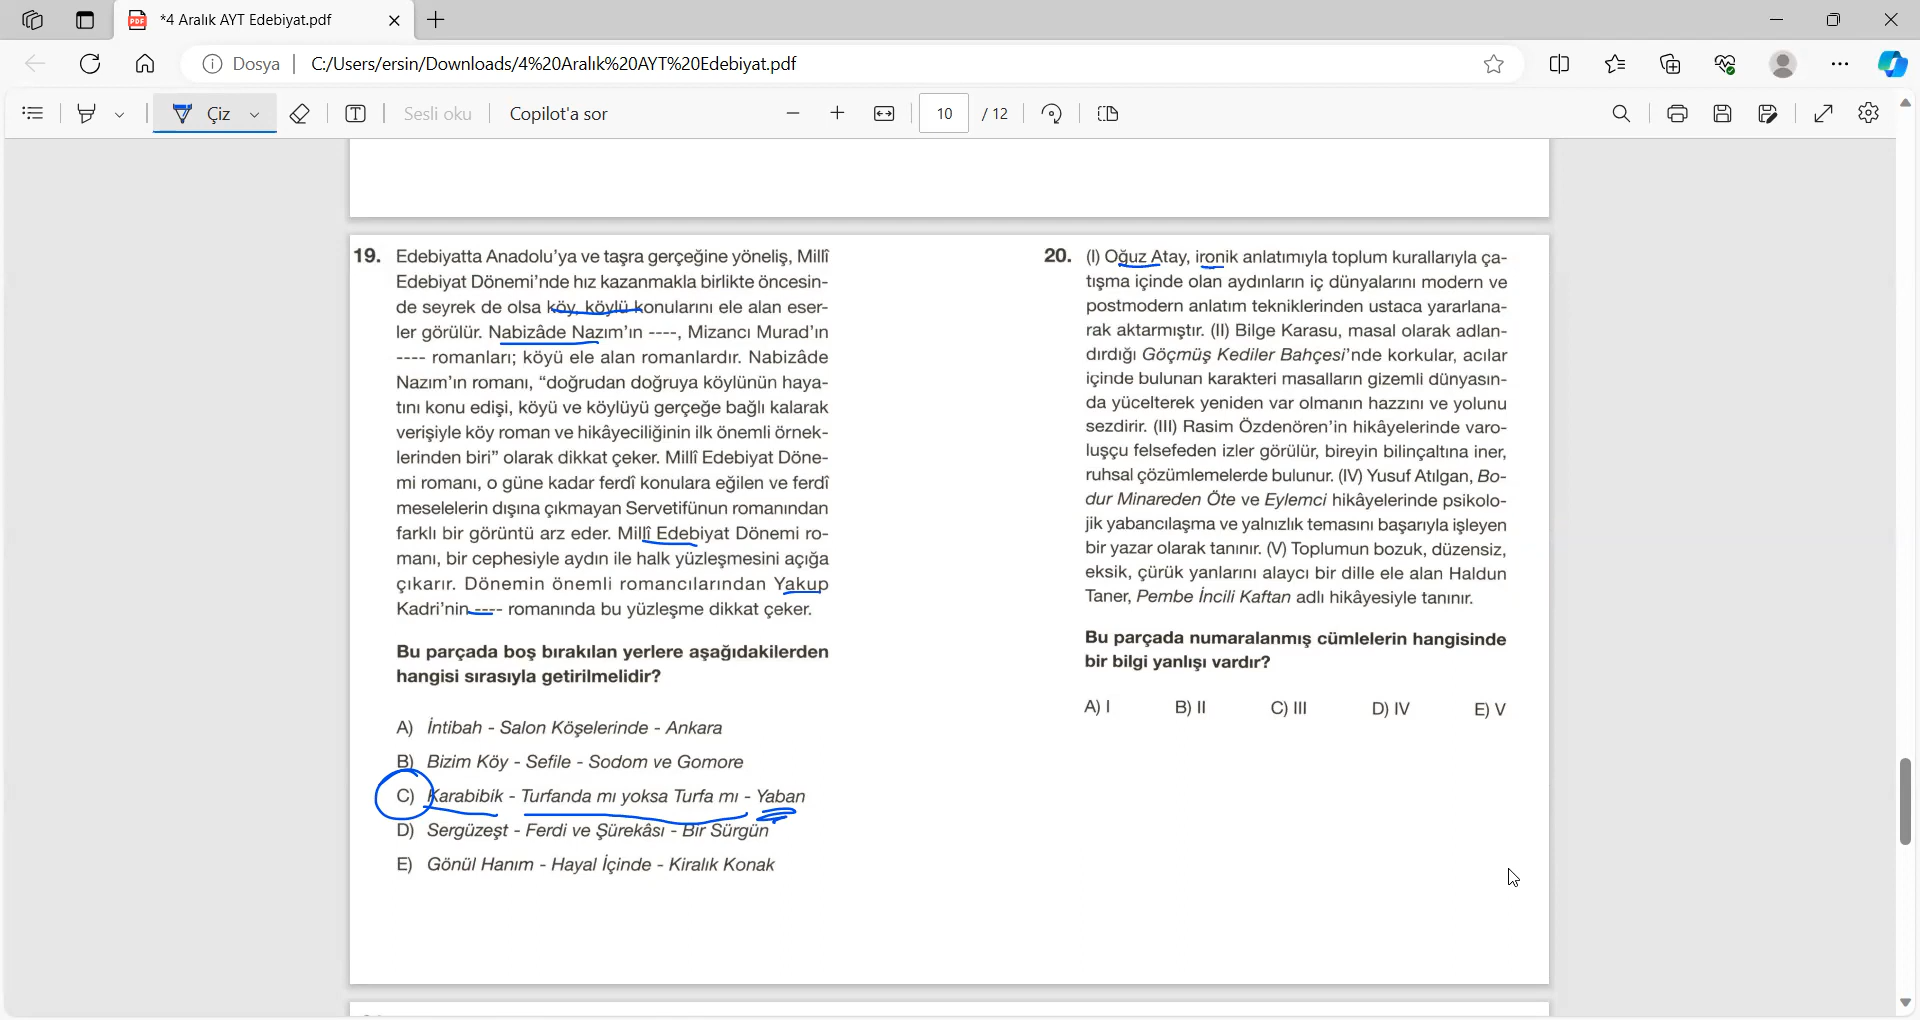 *4 Aralık AYT Edebiyat.pdf
Dosya C:/Users/ersin/Downloads/4%20Aralık%20AYT%20Edebiyat.pdf
Çiz Sesli oku Copilot'a sor 10 / 12
19. Edebiyatta Anadolu'ya ve taşra gerçeğine yöneliş, Millî
Edebiyat Dönemi'nde hız kazanmakla birlikte öncesin-
de seyrek de olsa köy, köylü konularını ele alan eser-
ler görülür. Nabizâde Nazım'ın ----, Mizancı Murad'ın
---- romanları; köyü ele alan romanlardır. Nabizâde
Nazım'ın romanı, “doğrudan doğruya köylünün haya-
tını konu edişi, köyü ve köylüyü gerçeğe bağlı kalarak
verişiyle köy roman ve hikâyeciliğinin ilk önemli örnek-
lerinden biri” olarak dikkat çeker. Millî Edebiyat Döne-
mi romanı, o güne kadar ferdî konulara eğilen ve ferdî
meselelerin dışına çıkmayan Servetifünun romanından
farklı bir görüntü arz eder. Millî Edebiyat Dönemi ro-
manı, bir cephesiyle aydın ile halk yüzleşmesini açığa
çıkarır. Dönemin önemli romancılarından Yakup
Kadri'nin ---- romanında bu yüzleşme dikkat çeker.
Bu parçada boş bırakılan yerlere aşağıdakilerden
hangisi sırasıyla getirilmelidir?
A) İntibah - Salon Köşelerinde - Ankara
B) Bizim Köy - Sefile - Sodom ve Gomore
C) Karabibik - Turfanda mı yoksa Turfa mı - Yaban
D) Sergüzeşt - Ferdi ve Şürekâsı - Bir Sürgün
E) Gönül Hanım - Hayal İçinde - Kiralık Konak
20. (I) Oğuz Atay, ironik anlatımıyla toplum kurallarıyla ça-
tışma içinde olan aydınların iç dünyalarını modern ve
postmodern anlatım tekniklerinden ustaca yararlana-
rak aktarmıştır. (II) Bilge Karasu, masal olarak adlan-
dırdığı Göçmüş Kediler Bahçesi'nde korkular, acılar
içinde bulunan karakteri masalların gizemli dünyasın-
da yücelterek yeniden var olmanın hazzını ve yolunu
sezdirir. (III) Rasim Özdenören'in hikâyelerinde varo-
luşçu felsefeden izler görülür, bireyin bilinçaltına iner,
ruhsal çözümlemelerde bulunur. (IV) Yusuf Atılgan, Bo-
dur Minareden Öte ve Eylemci hikâyelerinde psikolo-
jik yabancılaşma ve yalnızlık temasını başarıyla işleyen
bir yazar olarak tanınır. (V) Toplumun bozuk, düzensiz,
eksik, çürük yanlarını alaycı bir dille ele alan Haldun
Taner, Pembe İncili Kaftan adlı hikâyesiyle tanınır.
Bu parçada numaralanmış cümlelerin hangisinde
bir bilgi yanlışı vardır?
A) I B) II C) III D) IV E) V